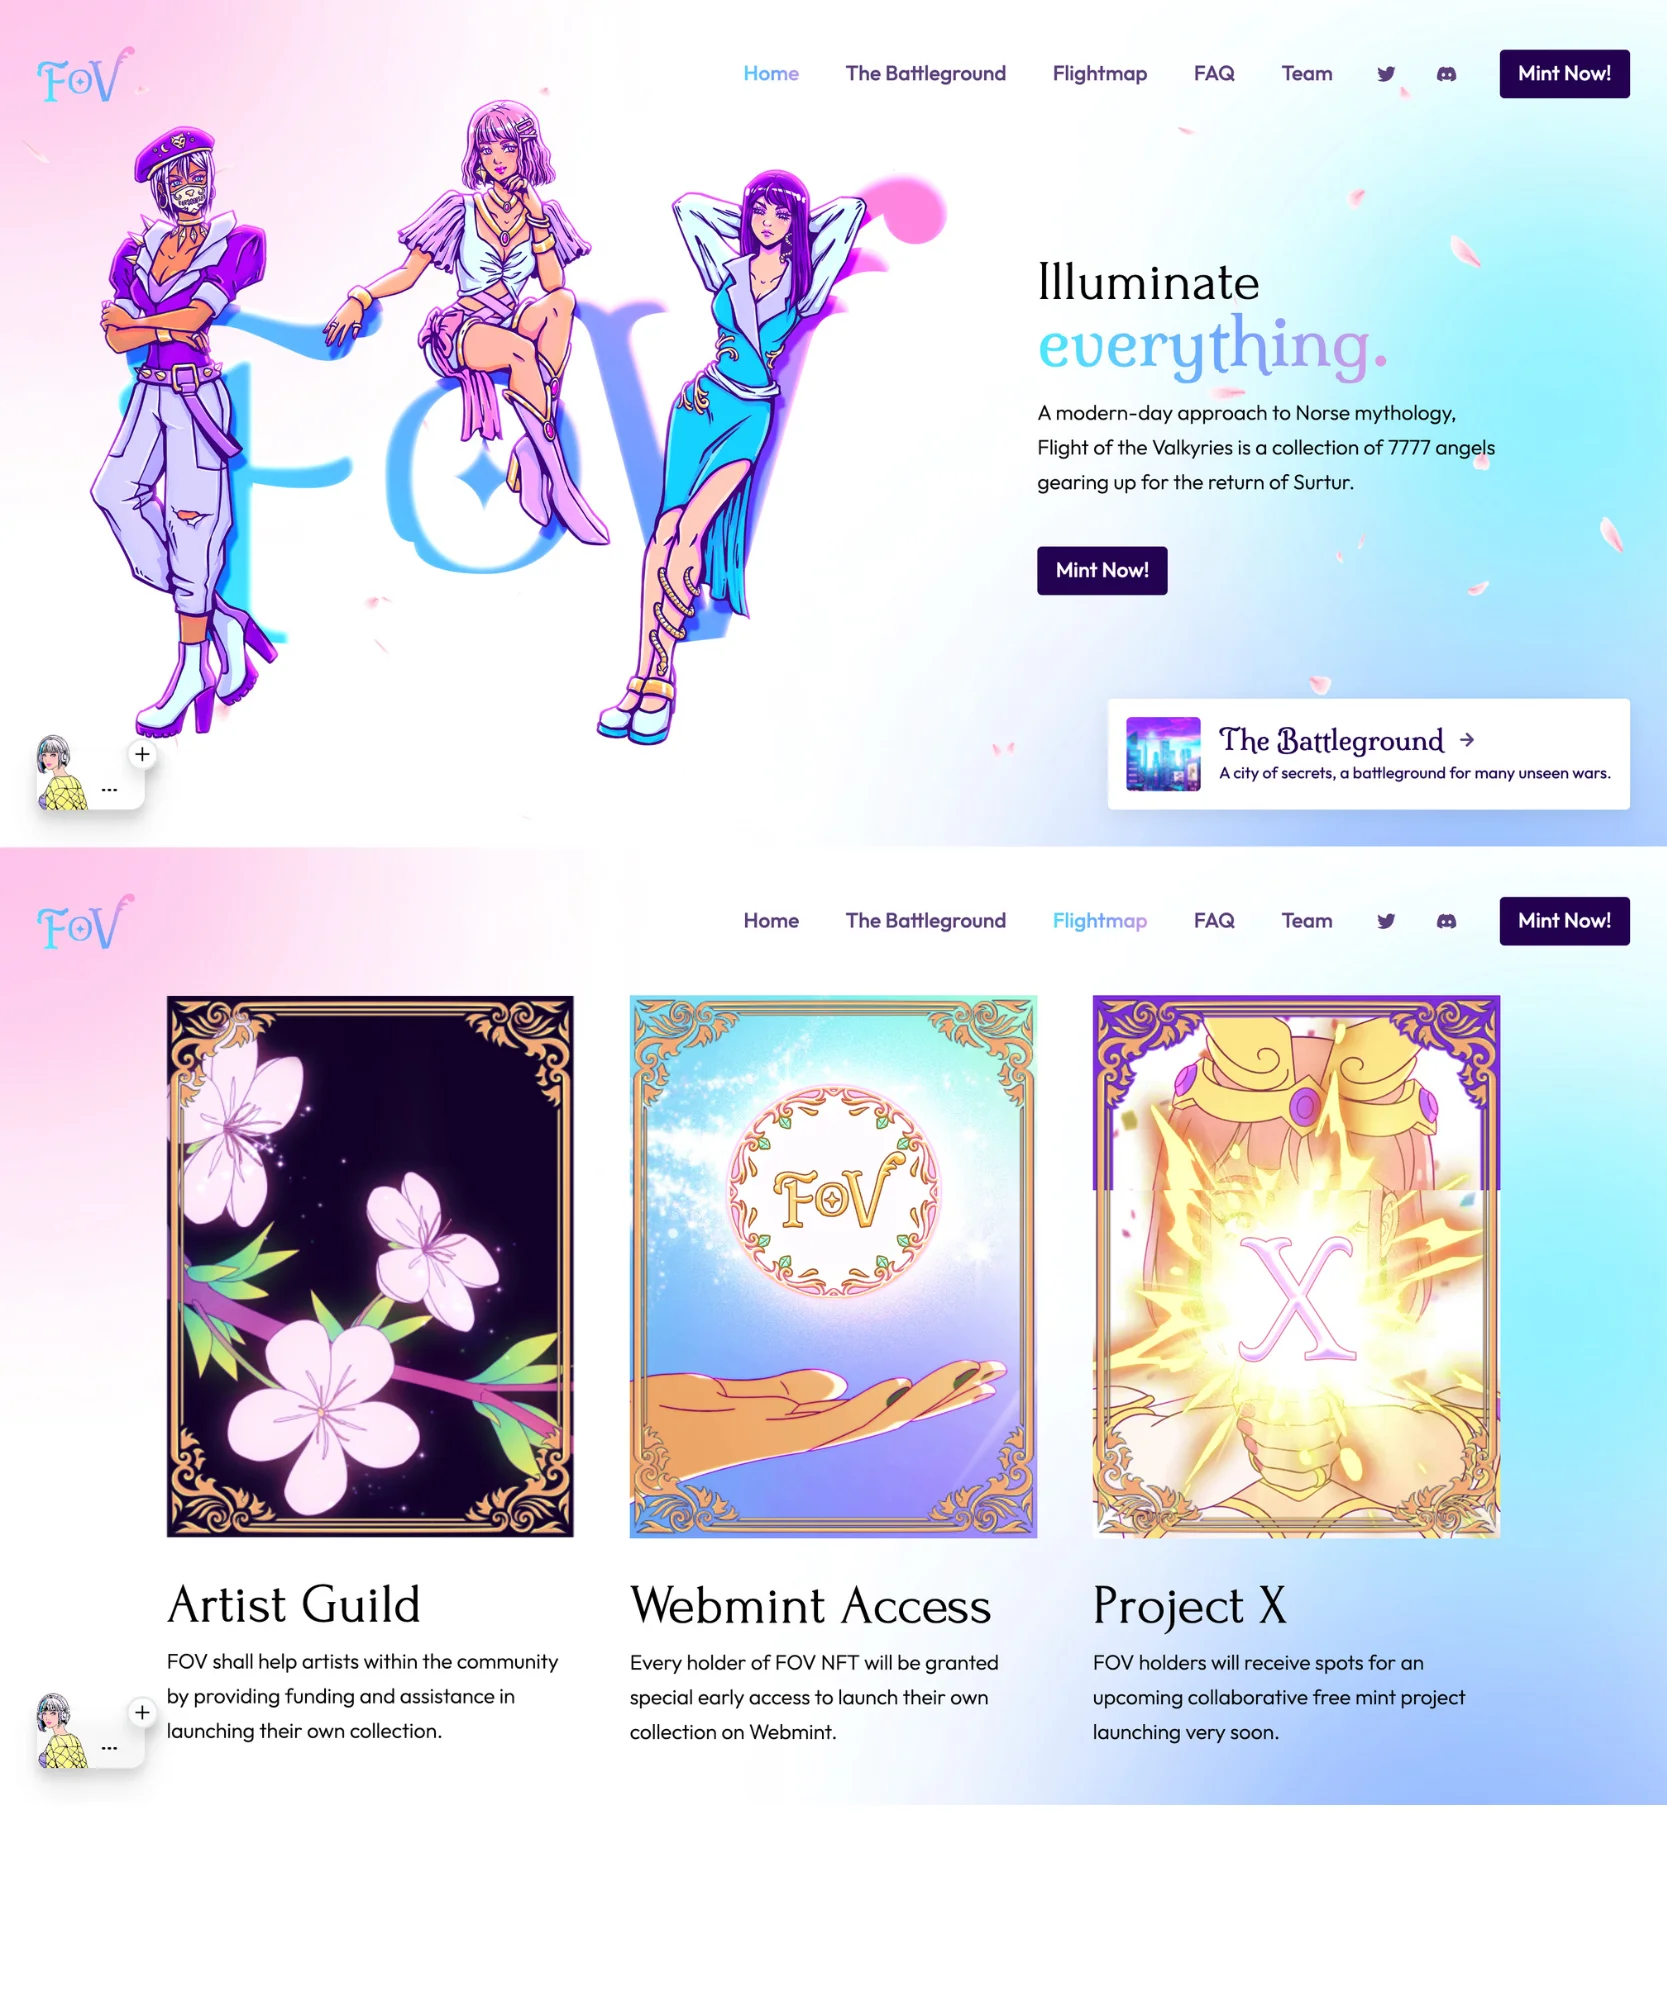 FoV
Home The Battleground Flightmap FAQ Team Mint Now!
FoV
Illuminate
everything.
A modern-day approach to Norse mythology,
Flight of the Valkyries is a collection of 7777 angels
gearing up for the return of Surtur.
Mint Now!
The Battleground →
A city of secrets, a battleground for many unseen wars.
+
...
FoV
Home The Battleground Flightmap FAQ Team Mint Now!
FoV
X
Artist Guild
FOV shall help artists within the community
by providing funding and assistance in
launching their own collection.
Webmint Access
Every holder of FOV NFT will be granted
special early access to launch their own
collection on Webmint.
Project X
FOV holders will receive spots for an
upcoming collaborative free mint project
launching very soon.
+
...